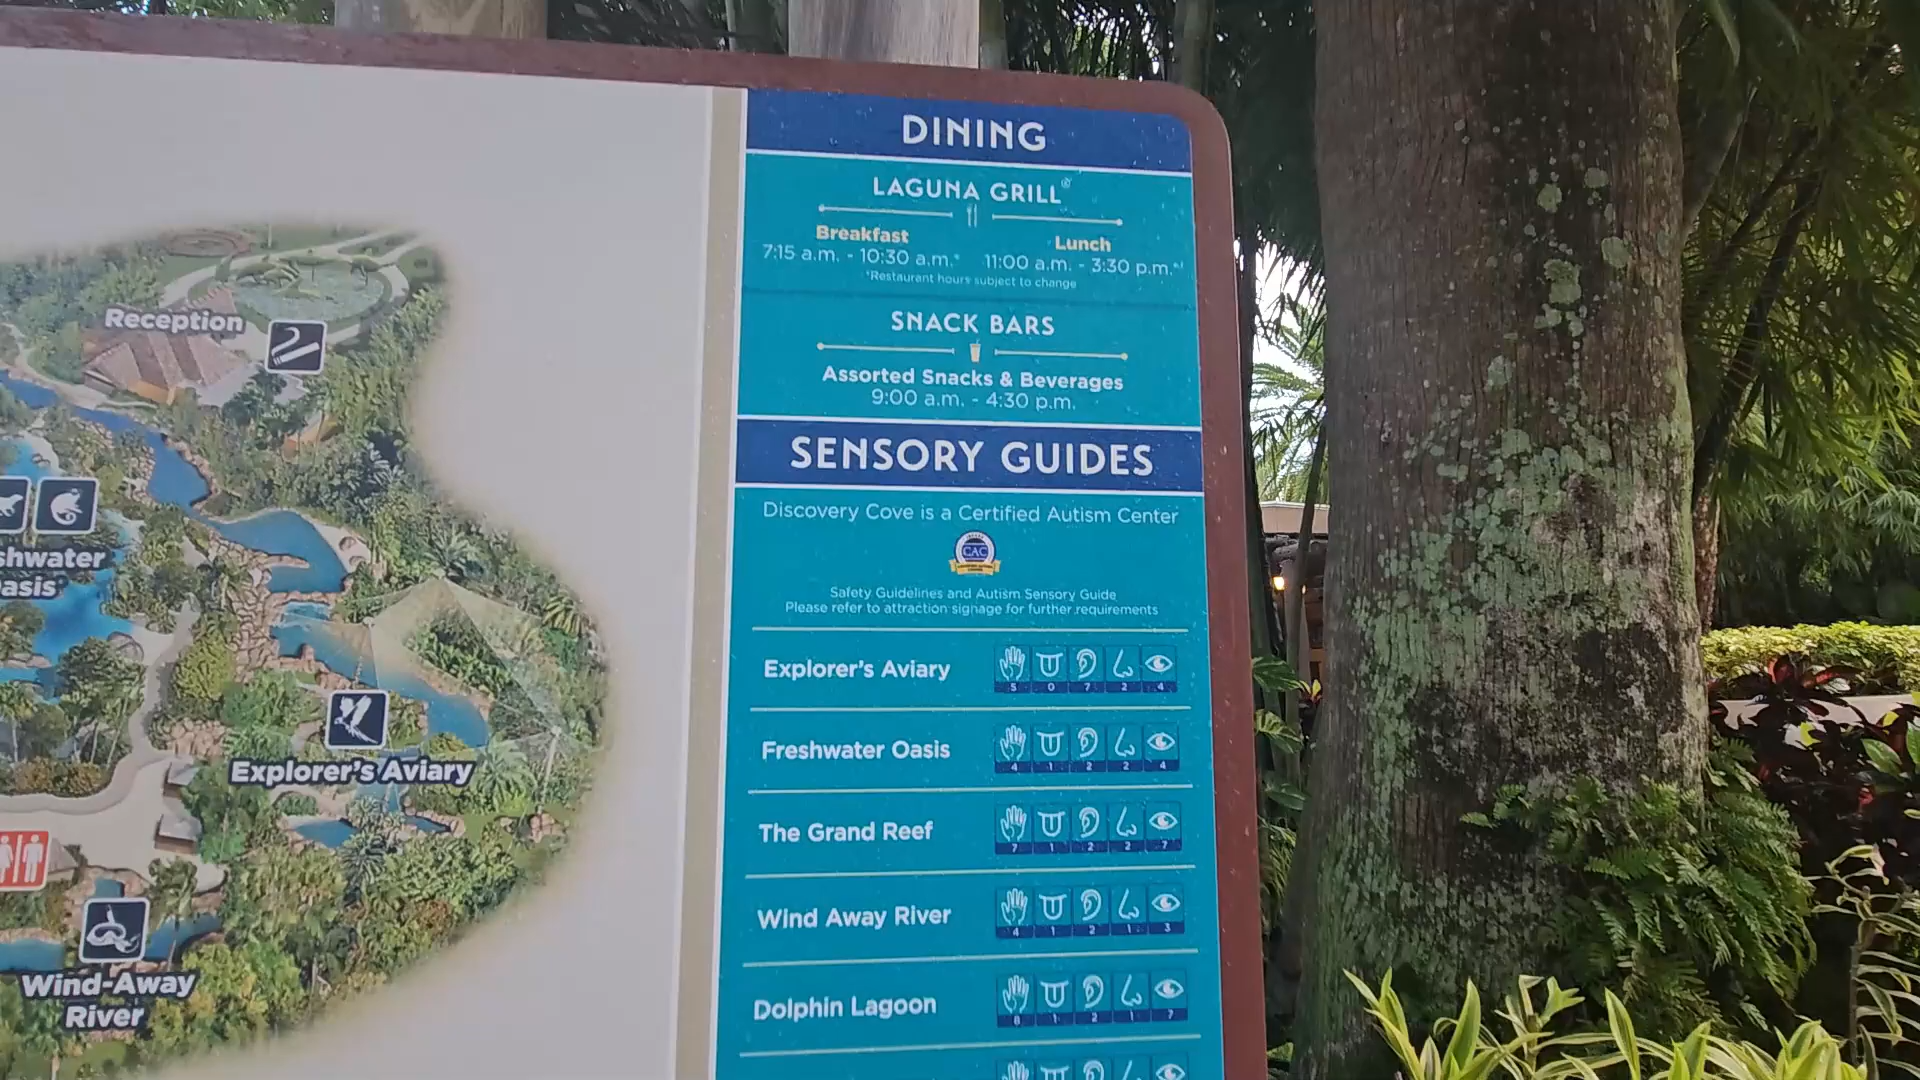 DINING
LAGUNA GRILL®
Breakfast
7:15 a.m. - 10:30 a.m.*
Lunch
11:00 a.m. - 3:30 p.m.*
*Restaurant hours subject to change
SNACK BARS
Assorted Snacks & Beverages
9:00 a.m. - 4:30 p.m.
SENSORY GUIDES
Discovery Cove is a Certified Autism Center
CAC
Safety Guidelines and Autism Sensory Guide
Please refer to attraction signage for further requirements
Explorer's Aviary
5 0 7 2 4
Freshwater Oasis
4 1 2 2 4
The Grand Reef
7 1 2 2 7
Wind Away River
4 1 2 1 3
Dolphin Lagoon
8 1 2 1 7
Reception
shwater
asis
Explorer's Aviary
Wind-Away
River